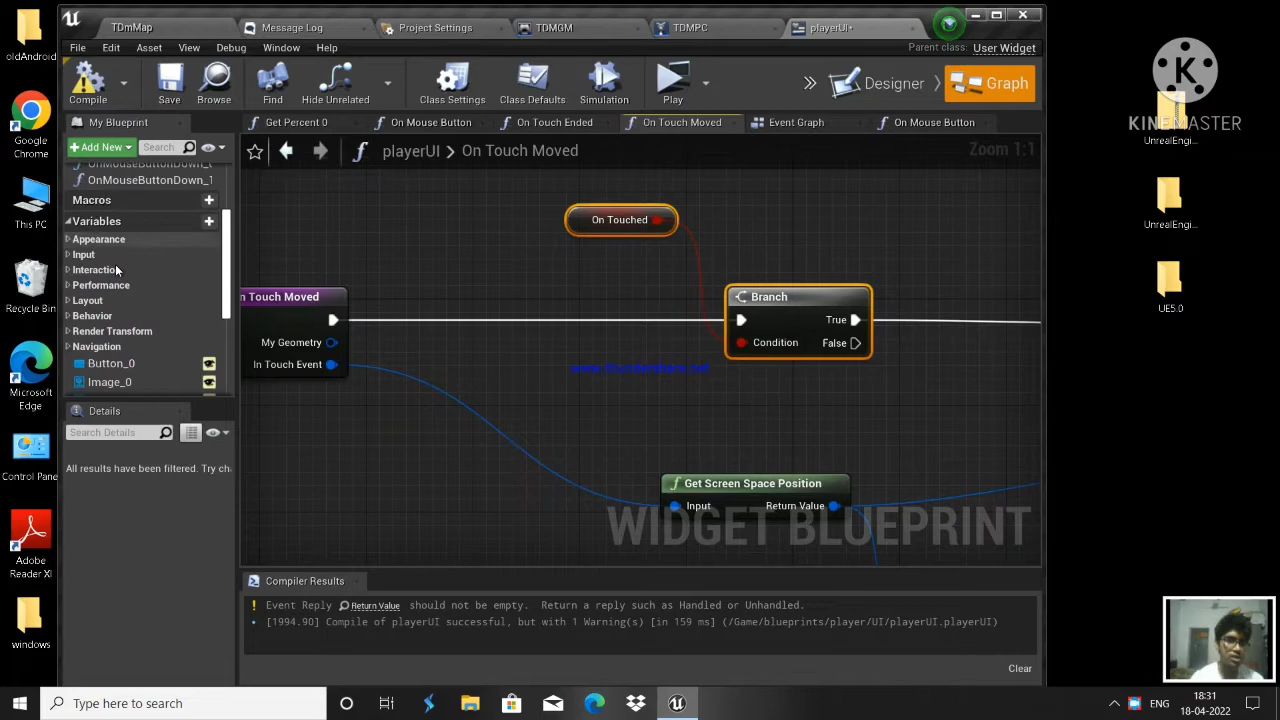 oldAndroid
Google Chrome
This PC
Recycle Bin
Microsoft Edge
Control Pane
Adobe Reader XI
windows
TDmMap
Message Log
Project Settings
TDMGM
TDMPC
playerUI•
File Edit Asset View Debug Window Help
Parent class: User Widget
Compile
Save
Browse
Find
Hide Unrelated
Class Settings
Class Defaults
Simulation
Play
Designer
Graph
My Blueprint
Get Percent 0
On Mouse Button
On Touch Ended
On Touch Moved
Event Graph
On Mouse Button
Add New
Search
playerUI > On Touch Moved
Zoom 1:1
OnMouseButtonDown_1
Macros
Variables
Appearance
Input
Interaction
Performance
Layout
Behavior
Render Transform
Navigation
Button_0
Image_0
Details
Search Details
All results have been filtered. Try cha
On Touched
n Touch Moved
My Geometry
In Touch Event
Branch
True
Condition
False
Get Screen Space Position
Input
Return Value
WIDGET BLUEPRINT
Compiler Results
Event Reply Return Value should not be empty. Return a reply such as Handled or Unhandled.
[1994.90] Compile of playerUI successful, but with 1 Warning(s) [in 159 ms] (/Game/blueprints/player/UI/playerUI.playerUI)
Clear
K
KINEMASTER
UnrealEngi...
UnrealEngi...
UE5.0
Type here to search
ENG
18:31
18-04-2022